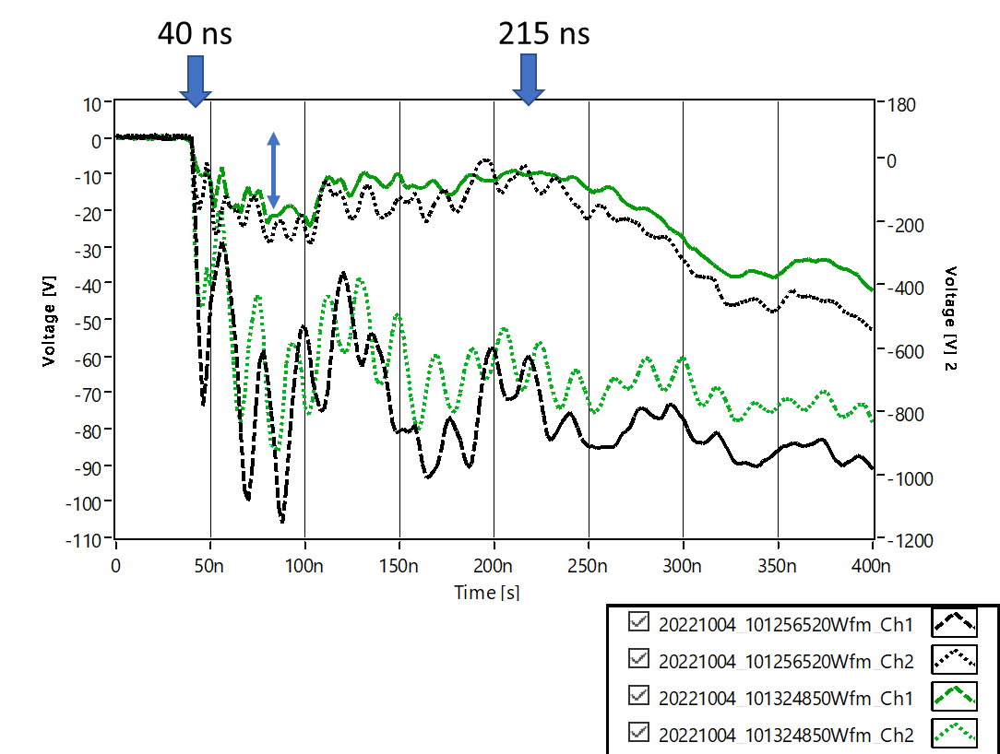 40 ns 215 ns
10 180
0 0
-10
-20 -200
-30
-40 -400
-50
-60 -600
-70
-80 -800
-90
-100 -1000
-110 -1200
Voltage [V]
Voltage [V] 2
0 50n 100n 150n 200n 250n 300n 350n 400n
Time [s]
20221004_101256520Wfm_Ch1
20221004_101256520Wfm_Ch2
20221004_101324850Wfm_Ch1
20221004_101324850Wfm_Ch2